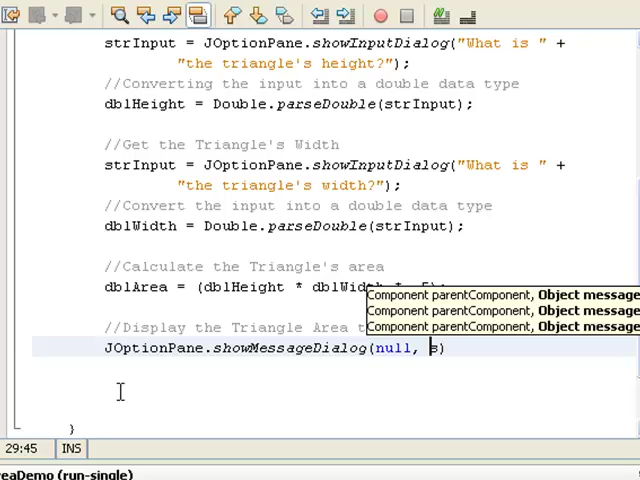 strInput = JOptionPane.showInputDialog("What is " +
"the triangle's height?");
//Converting the input into a double data type
dblHeight = Double.parseDouble(strInput);
//Get the Triangle's Width
strInput = JOptionPane.showInputDialog("What is " +
"the triangle's width?");
//Convert the input into a double data type
dblWidth = Double.parseDouble(strInput);
//Calculate the Triangle's area
dblArea = (dblHeight * dblWidth * .5);
Component parentComponent, Object message
Component parentComponent, Object message
//Display the Triangle Area t
Component parentComponent, Object message
JOptionPane.showMessageDialog(null, s)
}
29:45 INS
reaDemo (run-single)